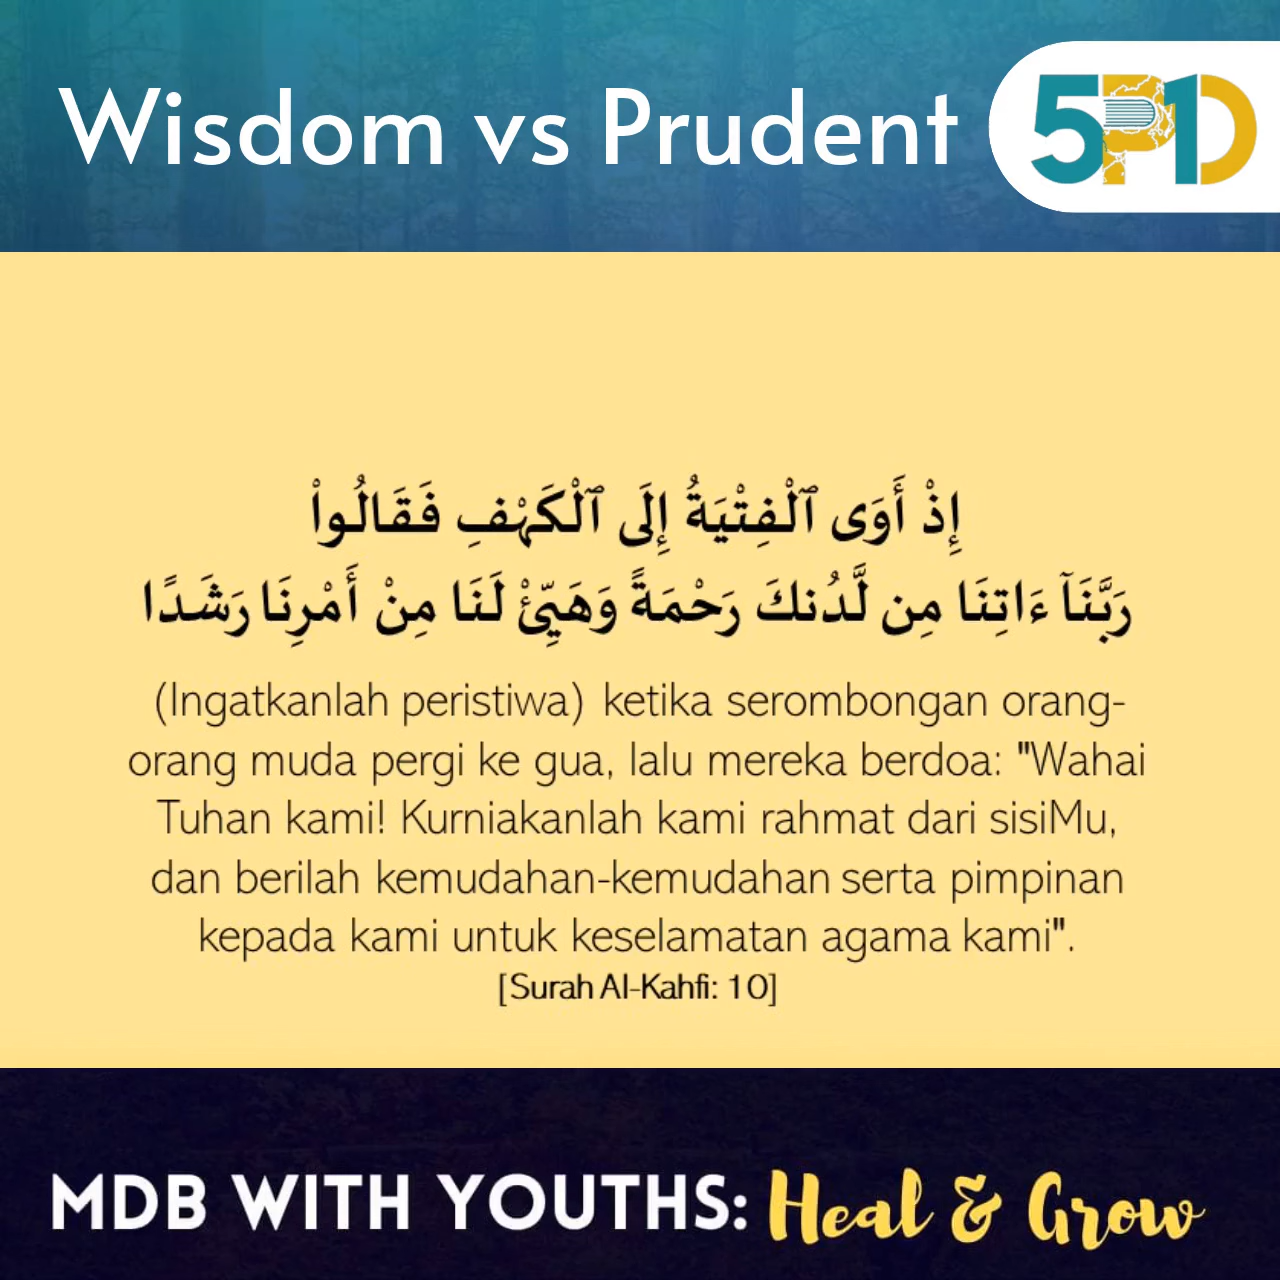 Wisdom vs Prudent
5P1D
إِذْ أَوَى ٱلْفِتْيَةُ إِلَى ٱلْكَهْفِ فَقَالُوا۟
رَبَّنَآ ءَاتِنَا مِن لَّدُنكَ رَحْمَةً وَهَيِّئْ لَنَا مِنْ أَمْرِنَا رَشَدًا
(Ingatkanlah peristiwa) ketika serombongan orang-
orang muda pergi ke gua, lalu mereka berdoa: "Wahai
Tuhan kami! Kurniakanlah kami rahmat dari sisiMu,
dan berilah kemudahan-kemudahan serta pimpinan
kepada kami untuk keselamatan agama kami".
[Surah Al-Kahfi: 10]
MDB WITH YOUTHS: Heal & Grow